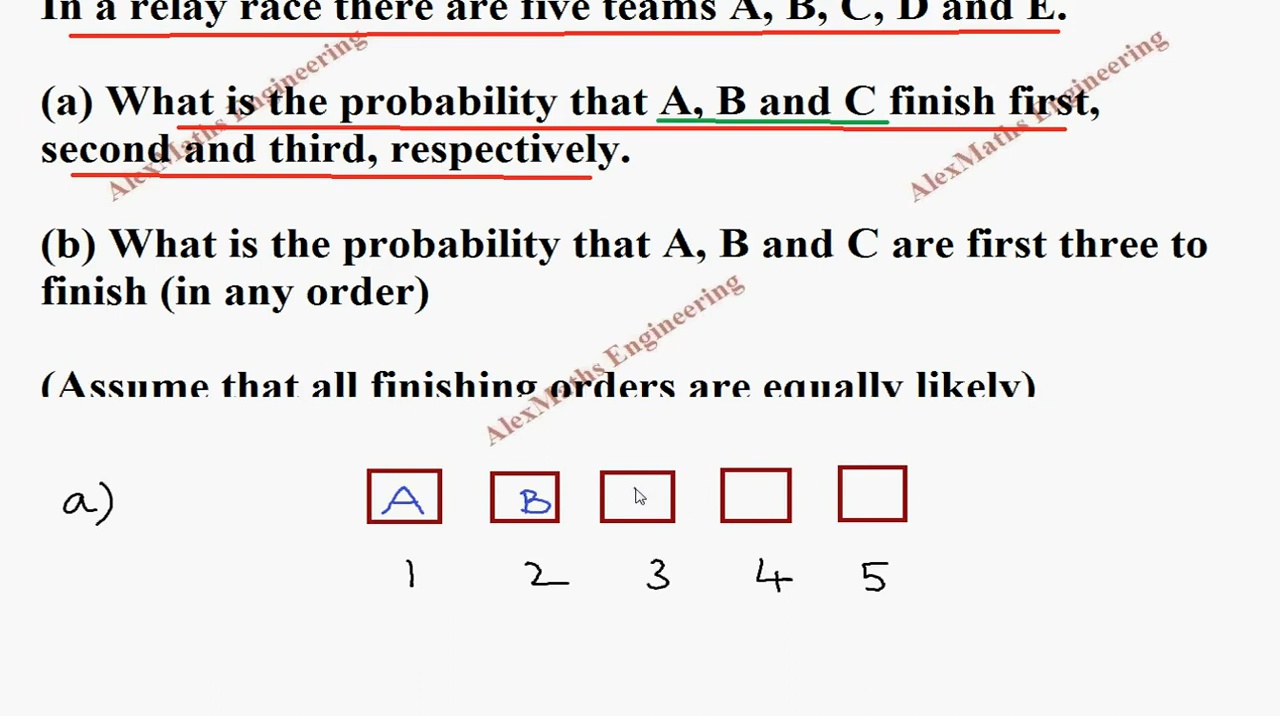 In a relay race there are five teams A, B, C, D and E.
(a) What is the probability that A, B and C finish first,
second and third, respectively.
(b) What is the probability that A, B and C are first three to
finish (in any order)
(Assume that all finishing orders are equally likely)
AlexMaths Engineering
AlexMaths Engineering
AlexMaths Engineering
a) A B
1 2 3 4 5